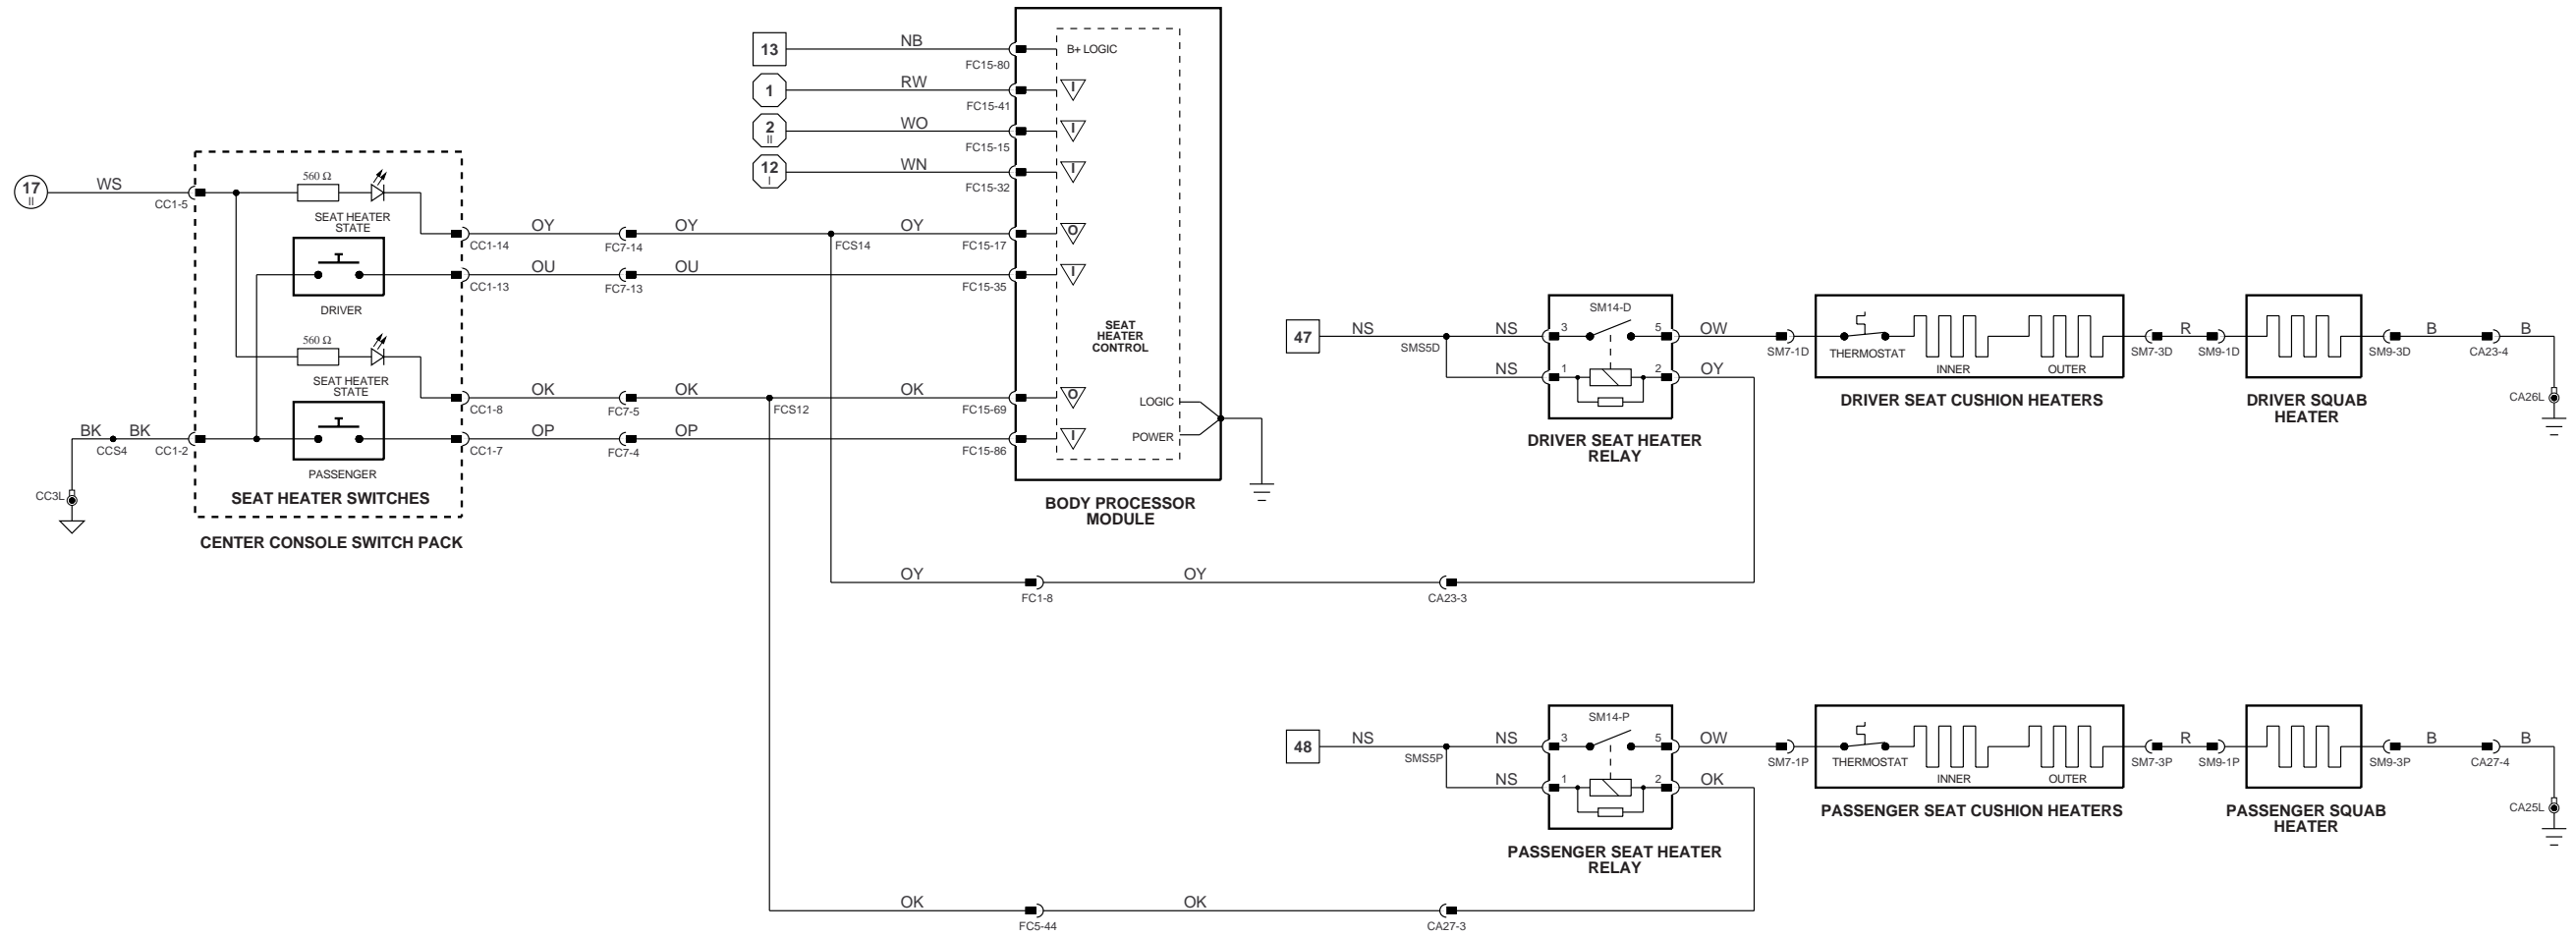 13
NB
FC15-80
B+ LOGIC
1
RW
FC15-41
I
2
II
WO
FC15-15
I
12
I
WN
FC15-32
I
17
II
WS
CC1-5
560 Ω
SEAT HEATER
STATE
CC1-14
OY
FC7-14
OY
FCS14
OY
FC15-17
O
DRIVER
CC1-13
OU
FC7-13
OU
FC15-35
I
560 Ω
SEAT HEATER
STATE
CC1-8
OK
FC7-5
OK
FCS12
OK
FC15-69
O
BK
CCS4
BK
CC1-2
CC3L
PASSENGER
CC1-7
OP
FC7-4
OP
FC15-86
I
SEAT HEATER SWITCHES
CENTER CONSOLE SWITCH PACK
SEAT
HEATER
CONTROL
LOGIC
POWER
BODY PROCESSOR
MODULE
47
NS
SMS5D
NS
NS
SM14-D
3
5
1
2
OW
OY
DRIVER SEAT HEATER
RELAY
SM7-1D
THERMOSTAT
INNER
OUTER
DRIVER SEAT CUSHION HEATERS
SM7-3D
R
SM9-1D
DRIVER SQUAB
HEATER
SM9-3D
B
CA23-4
B
CA26L
OY
FC1-8
OY
CA23-3
48
NS
SMS5P
NS
NS
SM14-P
3
5
1
2
OW
OK
PASSENGER SEAT HEATER
RELAY
SM7-1P
THERMOSTAT
INNER
OUTER
PASSENGER SEAT CUSHION HEATERS
SM7-3P
R
SM9-1P
PASSENGER SQUAB
HEATER
SM9-3P
B
CA27-4
B
CA25L
OK
FC5-44
OK
CA27-3